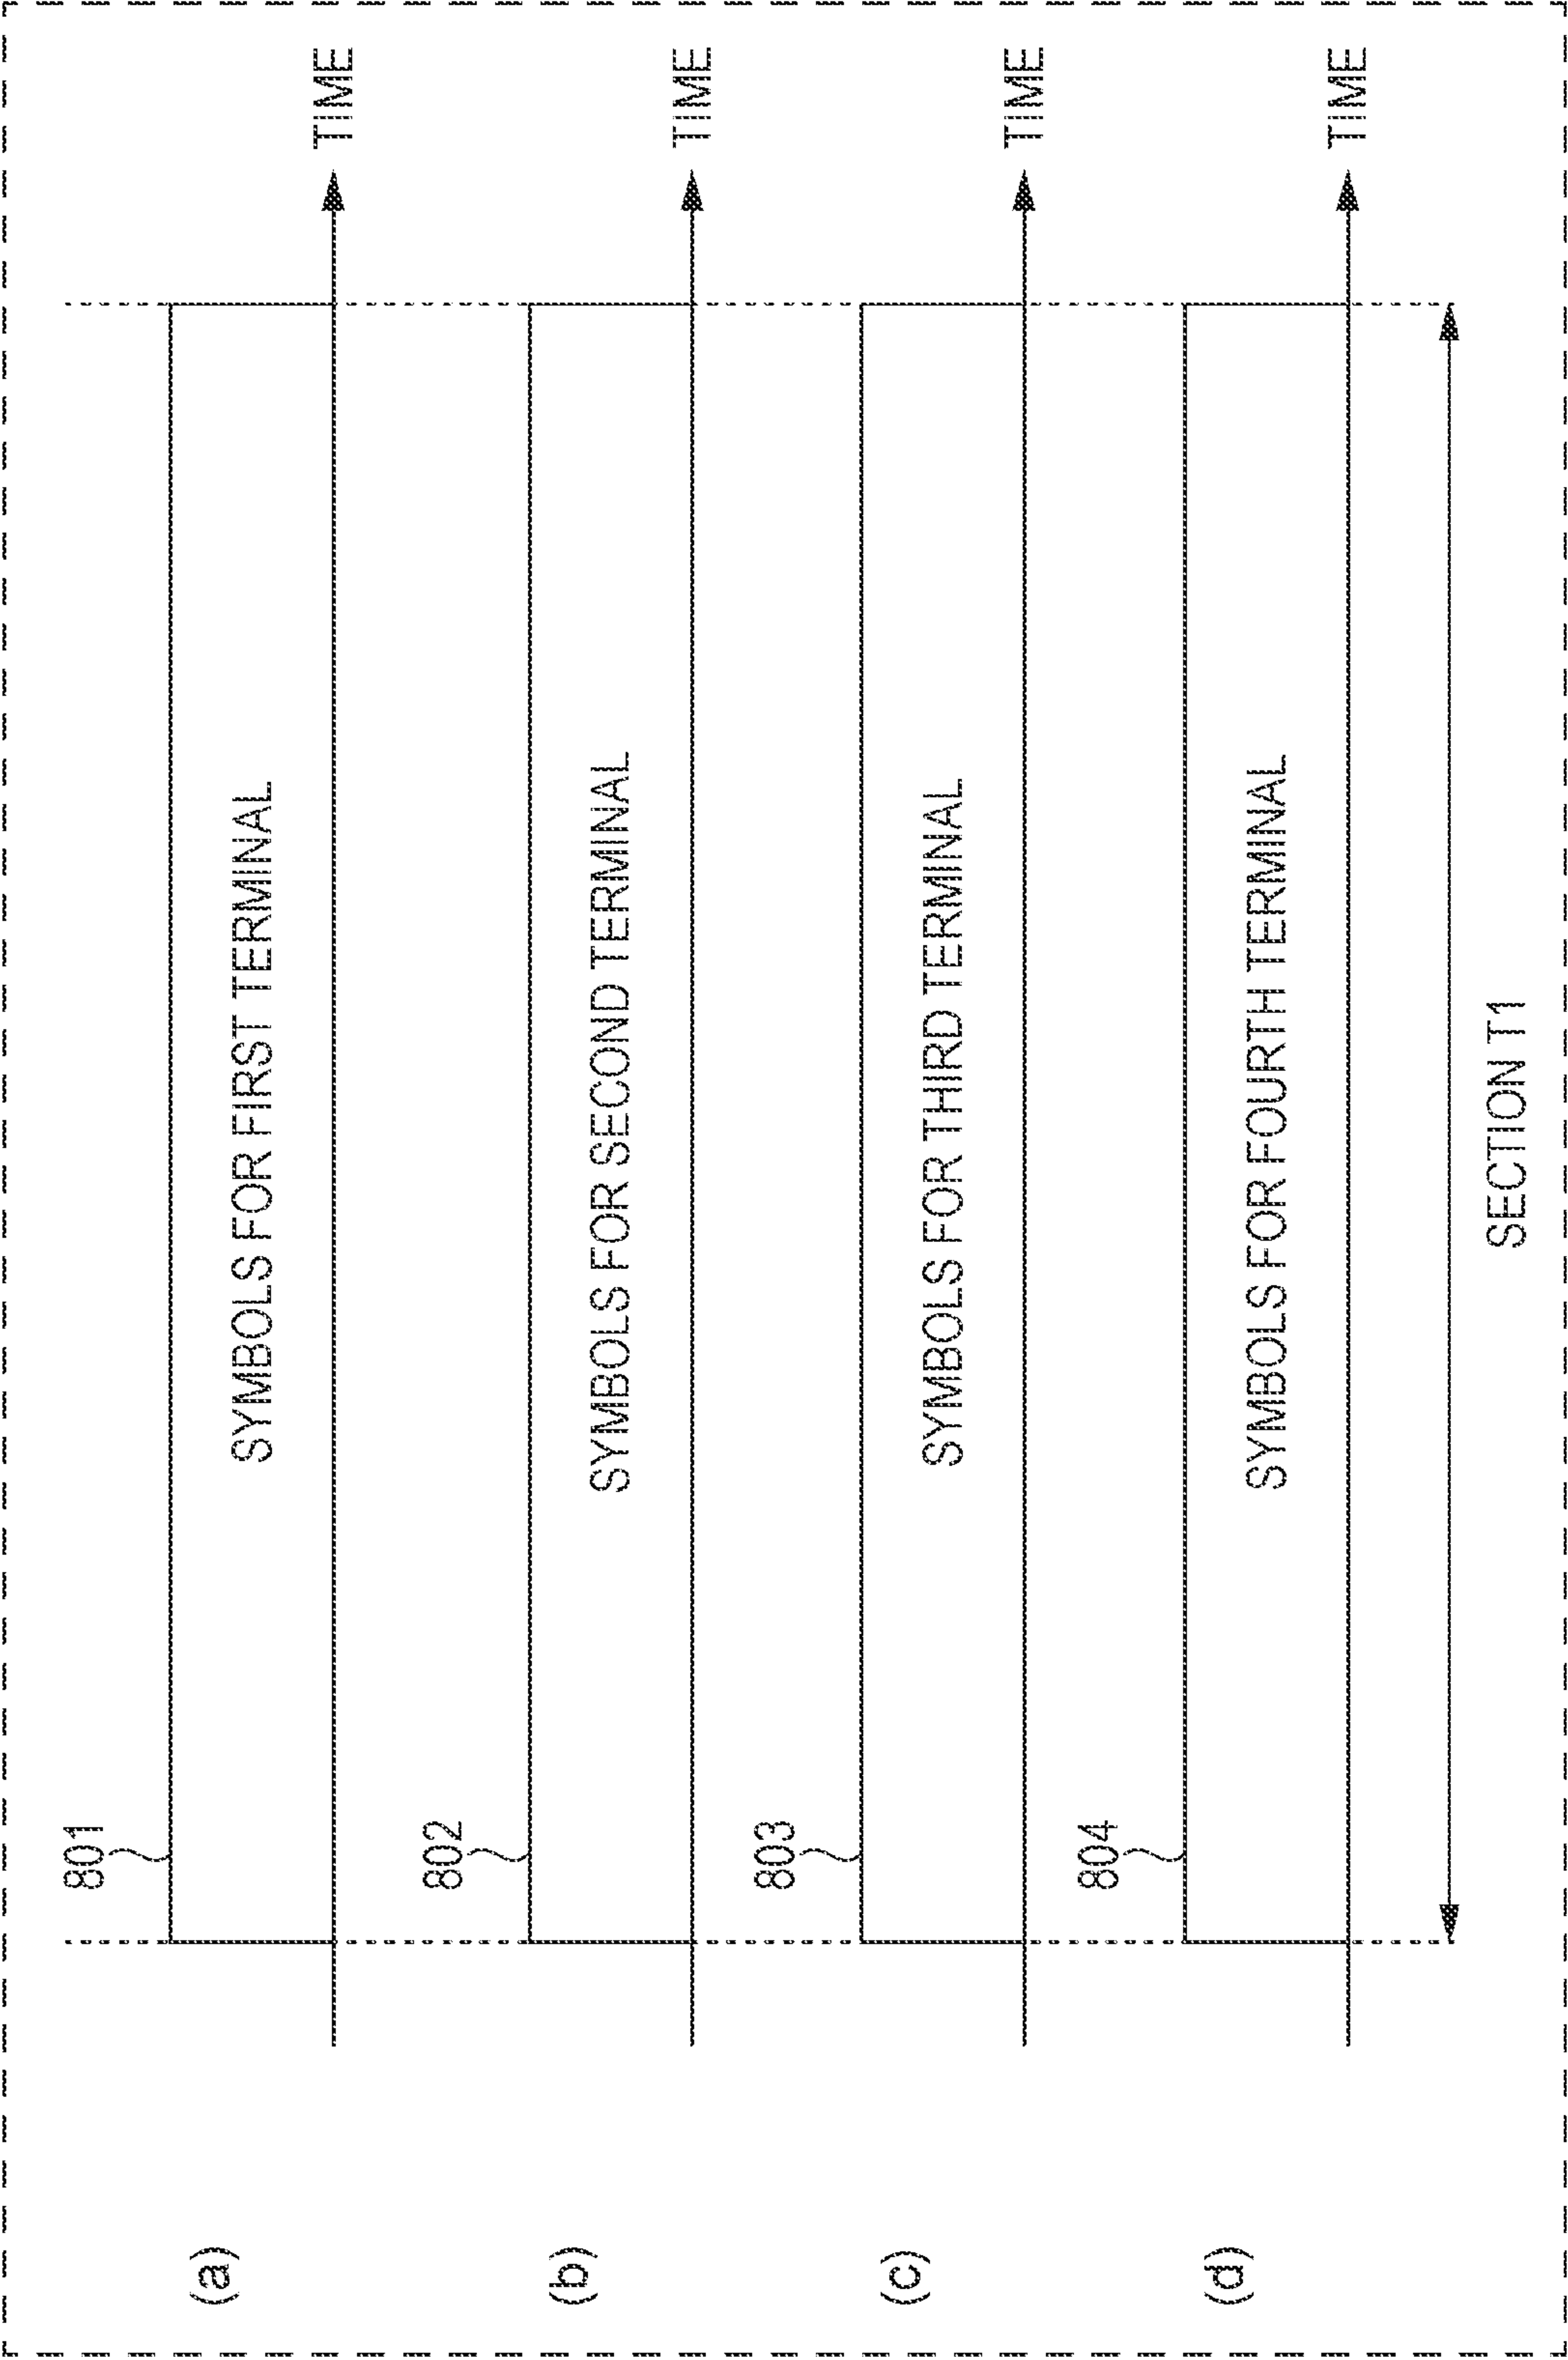 (a)
801
SYMBOLS FOR FIRST TERMINAL
TIME
(b)
802
SYMBOLS FOR SECOND TERMINAL
TIME
(c)
803
SYMBOLS FOR THIRD TERMINAL
TIME
(d)
804
SYMBOLS FOR FOURTH TERMINAL
TIME
SECTION T1